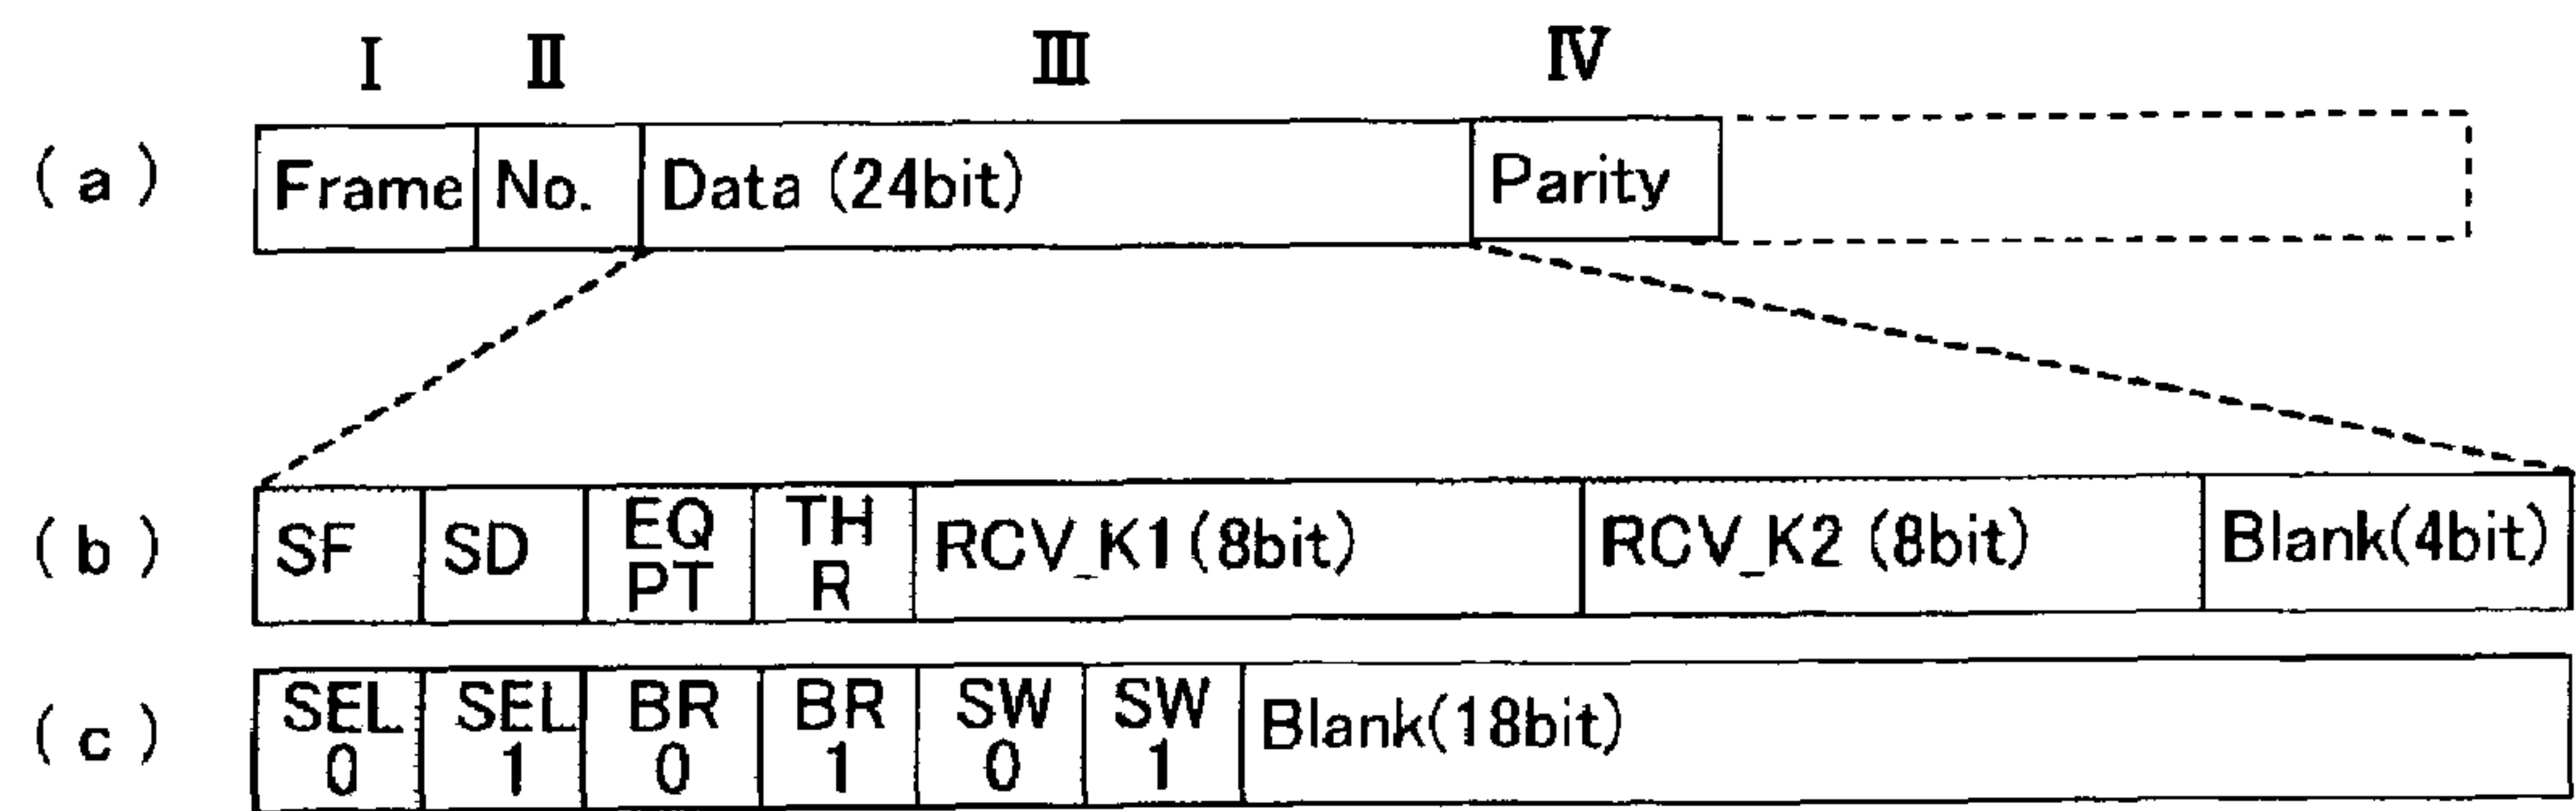 I II III IV
( a ) Frame No. Data (24bit) Parity
( b ) SF SD EQ PT TH R RCV_K1(8bit) RCV_K2 (8bit) Blank(4bit)
( c ) SEL 0 SEL 1 BR 0 BR 1 SW 0 SW 1 Blank(18bit)